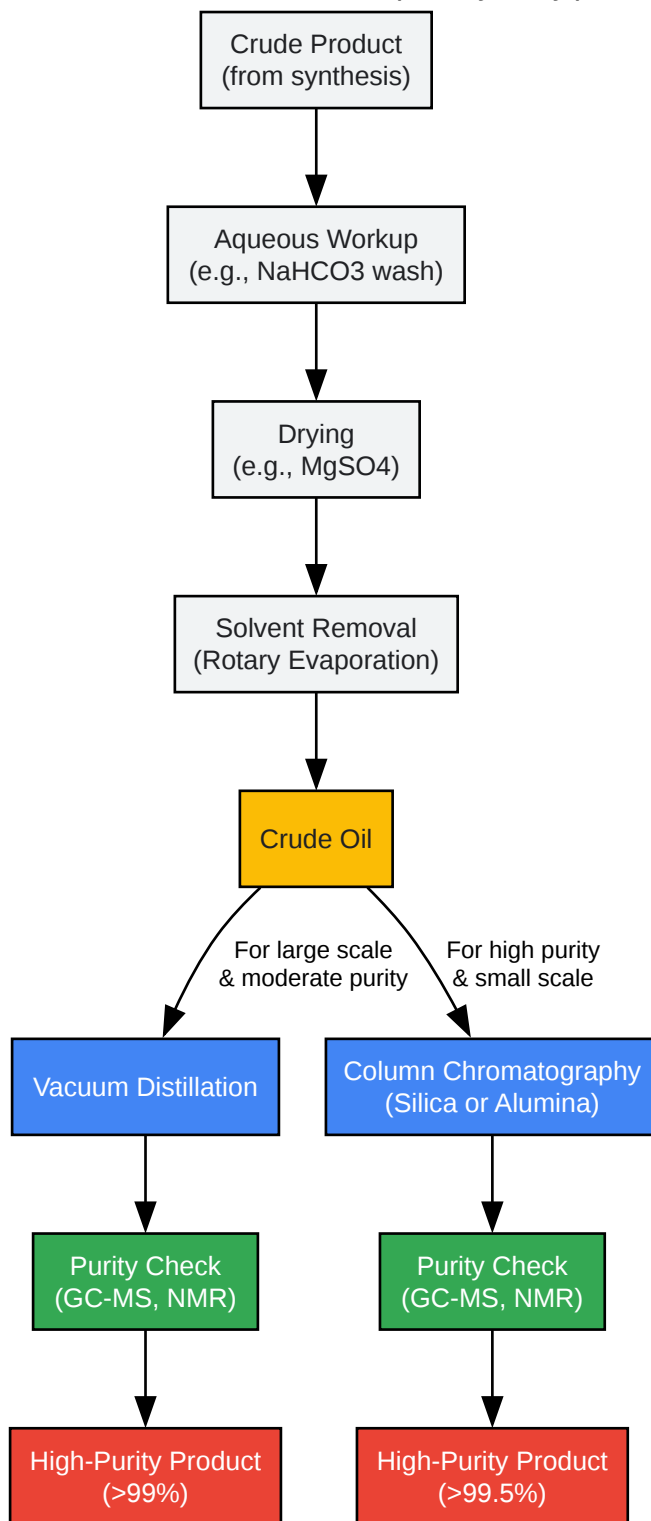 Crude Product
(from synthesis)
Aqueous Workup
(e.g., NaHCO3 wash)
Drying
(e.g., MgSO4)
Solvent Removal
(Rotary Evaporation)
Crude Oil
For large scale
& moderate purity
For high purity
& small scale
Vacuum Distillation
Column Chromatography
(Silica or Alumina)
Purity Check
(GC-MS, NMR)
Purity Check
(GC-MS, NMR)
High-Purity Product
(>99%)
High-Purity Product
(>99.5%)